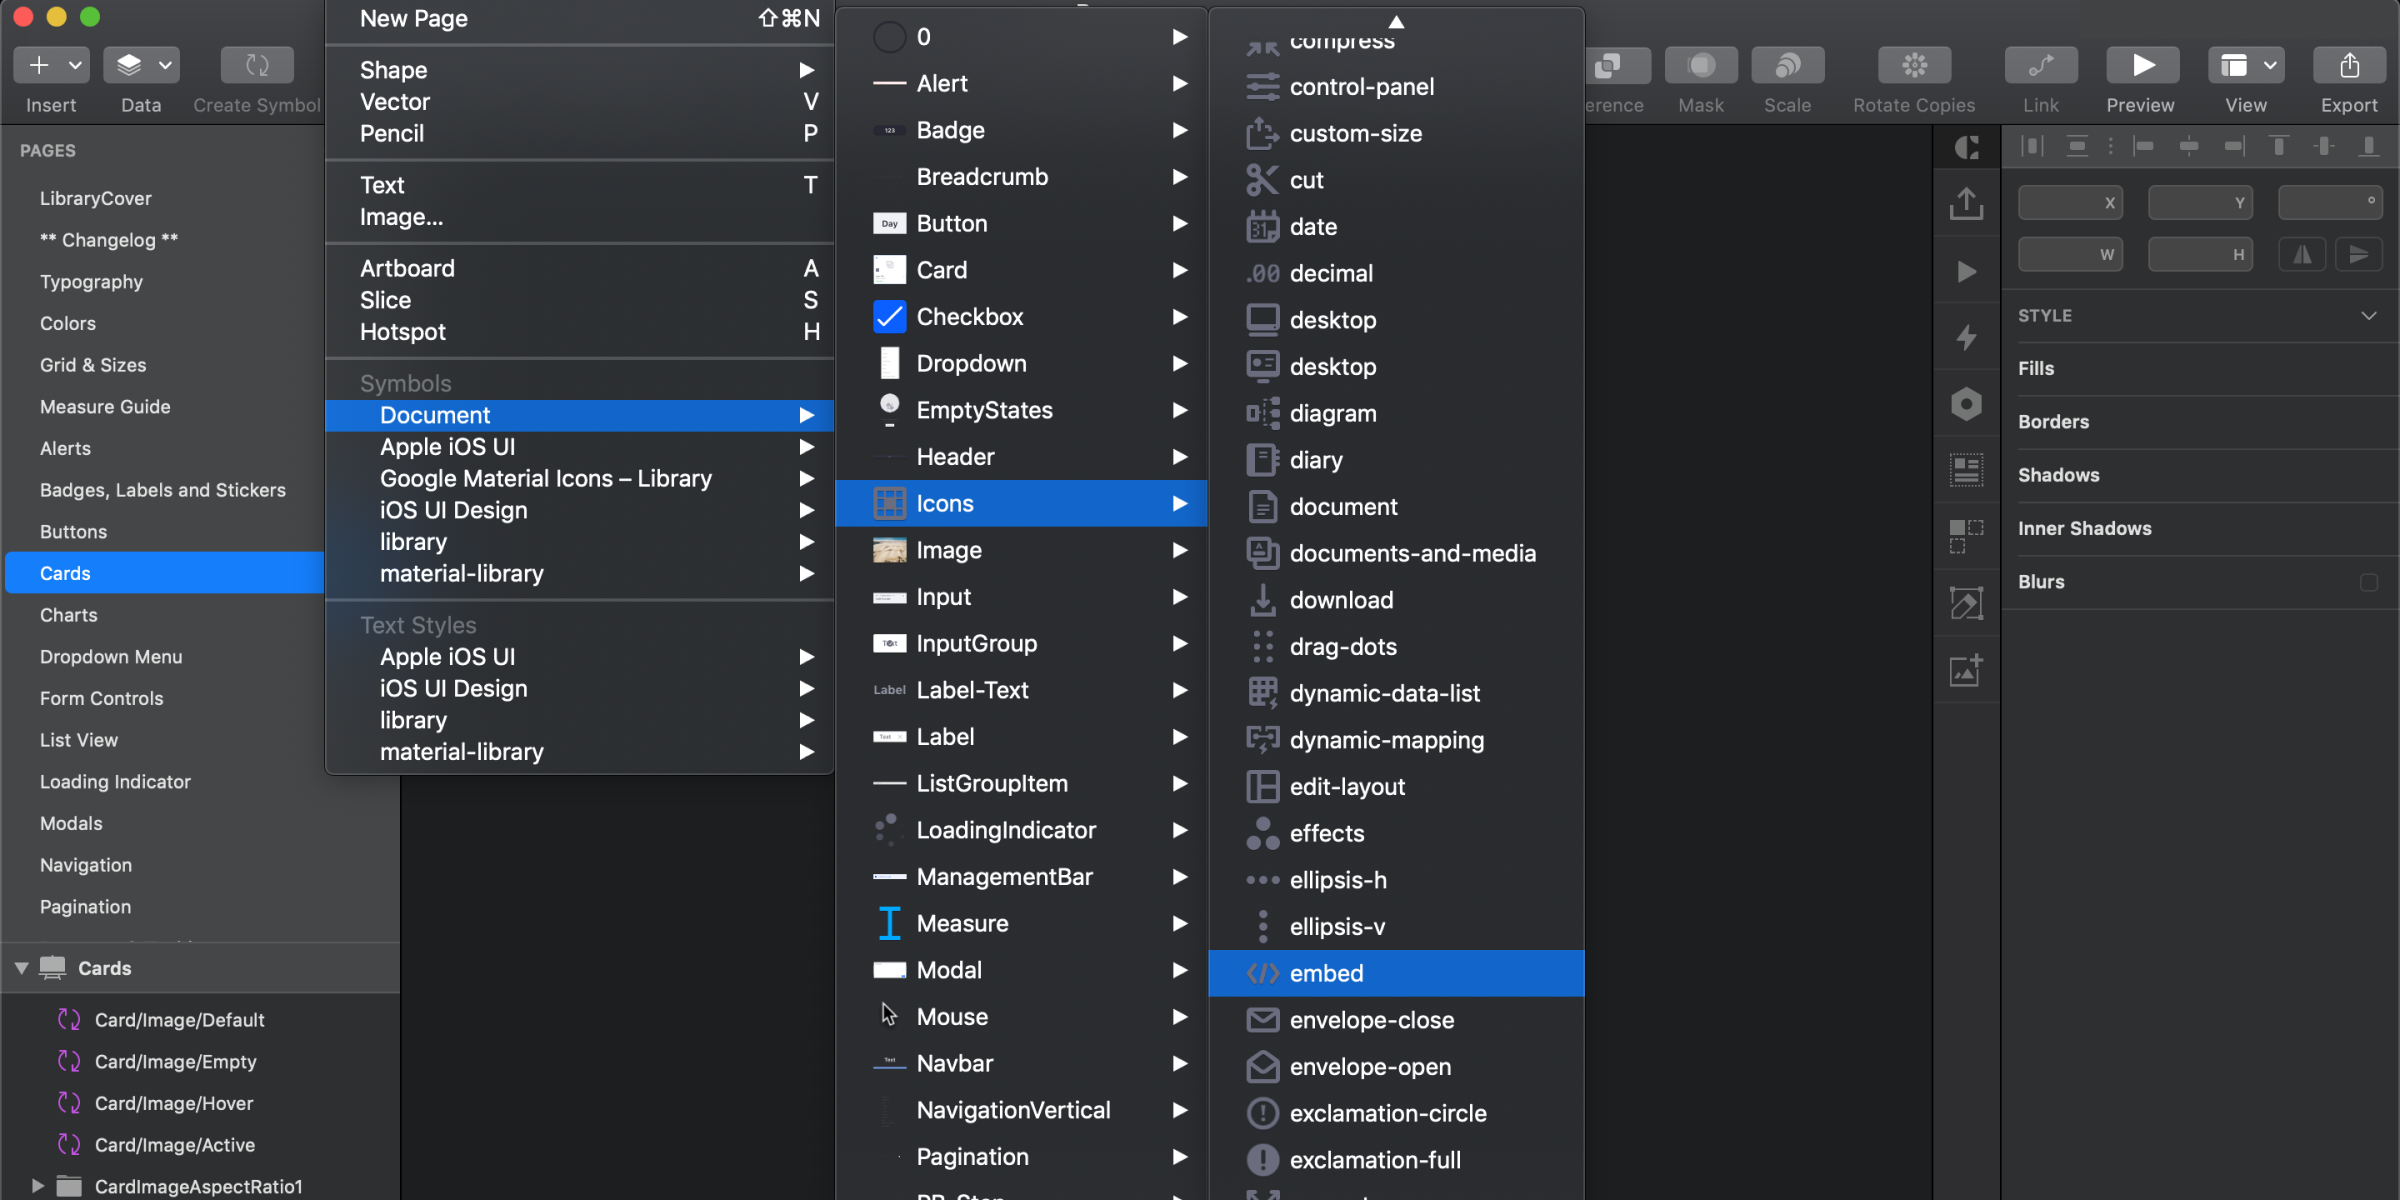 Insert
Data
Create Symbol
erence
Mask
Scale
Rotate Copies
Link
Preview
View
Export
PAGES
LibraryCover
** Changelog **
Typography
Colors
Grid & Sizes
Measure Guide
Alerts
Badges, Labels and Stickers
Buttons
Cards
Charts
Dropdown Menu
Form Controls
List View
Loading Indicator
Modals
Navigation
Pagination
Cards
Card/Image/Default
Card/Image/Empty
Card/Image/Hover
Card/Image/Active
CardImageAspectRatio1
New Page ⇧⌘N
Shape
Vector V
Pencil P
Text T
Image...
Artboard A
Slice S
Hotspot H
Symbols
Document
Apple iOS UI
Google Material Icons – Library
iOS UI Design
library
material-library
Text Styles
Apple iOS UI
iOS UI Design
library
material-library
0
Alert
123 Badge
Breadcrumb
Day Button
Card
Checkbox
Dropdown
EmptyStates
Header
Icons
Image
Input
Text InputGroup
Label Label-Text
Text Label
ListGroupItem
LoadingIndicator
ManagementBar
Measure
Modal
Mouse
Text Navbar
NavigationVertical
Pagination
compress
control-panel
custom-size
cut
31 date
.00 decimal
desktop
desktop
diagram
diary
document
documents-and-media
download
drag-dots
dynamic-data-list
dynamic-mapping
edit-layout
effects
ellipsis-h
ellipsis-v
embed
envelope-close
envelope-open
exclamation-circle
exclamation-full
X
Y
°
W
H
STYLE
Fills
Borders
Shadows
Inner Shadows
Blurs